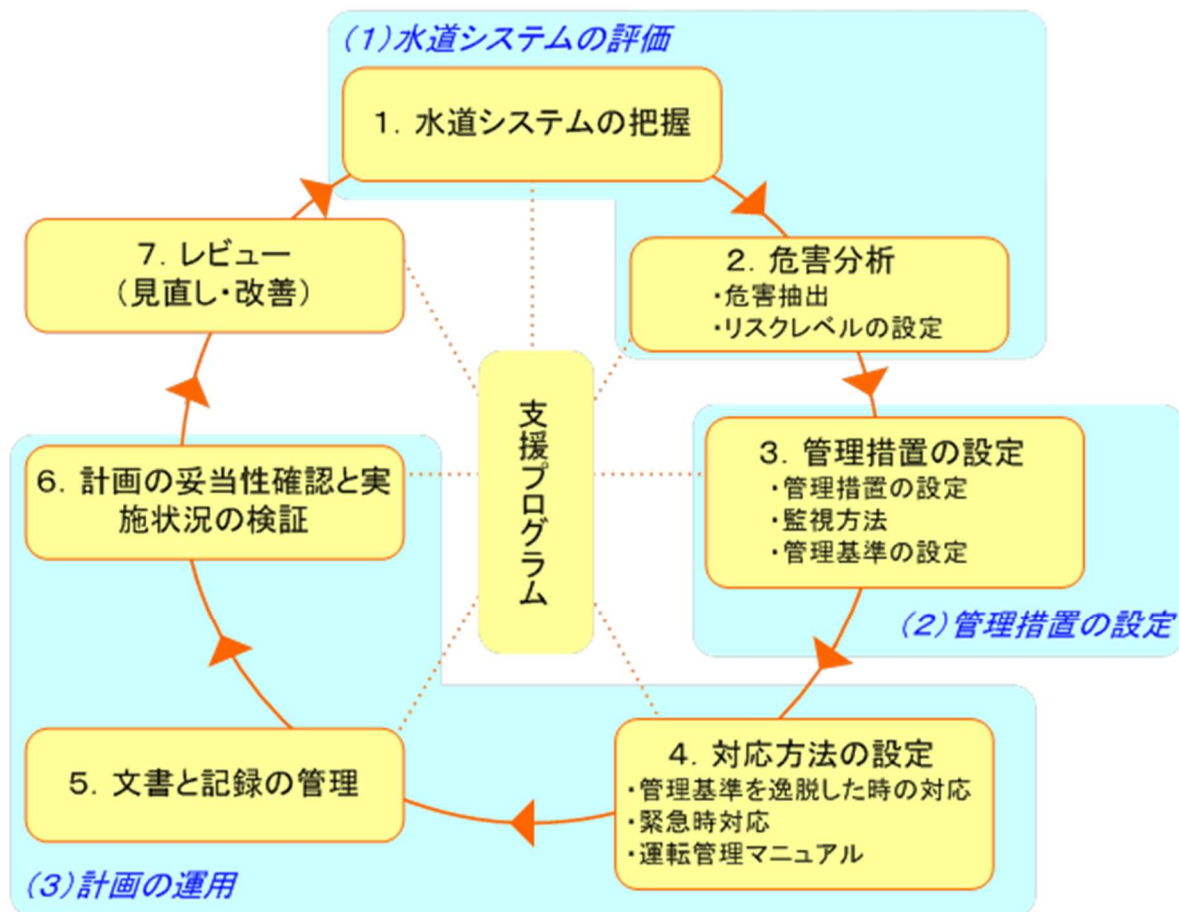 (1)水道システムの評価
1. 水道システムの把握
2. 危害分析
・危害抽出
・リスクレベルの設定
3. 管理措置の設定
・管理措置の設定
・監視方法
・管理基準の設定
(2)管理措置の設定
4. 対応方法の設定
・管理基準を逸脱した時の対応
・緊急時対応
・運転管理マニュアル
5. 文書と記録の管理
6. 計画の妥当性確認と実
施状況の検証
(3)計画の運用
7. レビュー
(見直し・改善)
支援プログラム